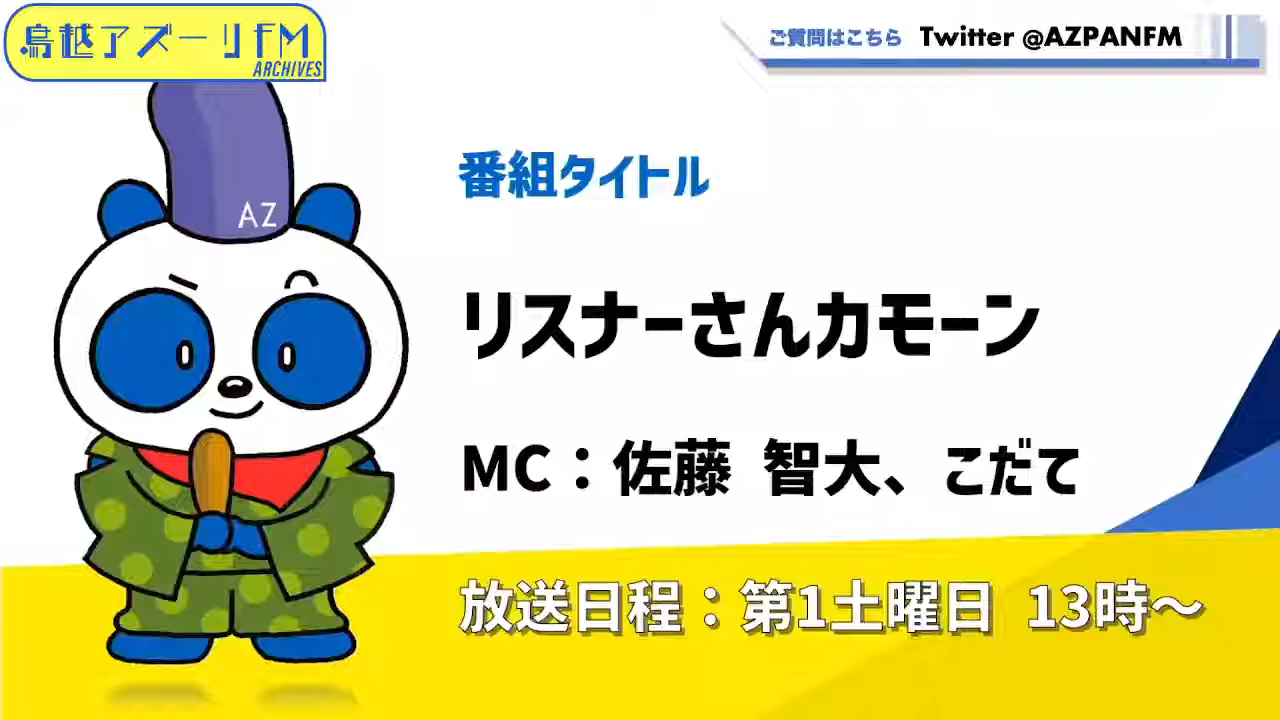 鳥越アズーリFM
ARCHIVES
ご質問はこちら Twitter @AZPANFM
AZ
番組タイトル
リスナーさんカモーン
MC：佐藤 智大、こだて
放送日程：第1土曜日 13時～